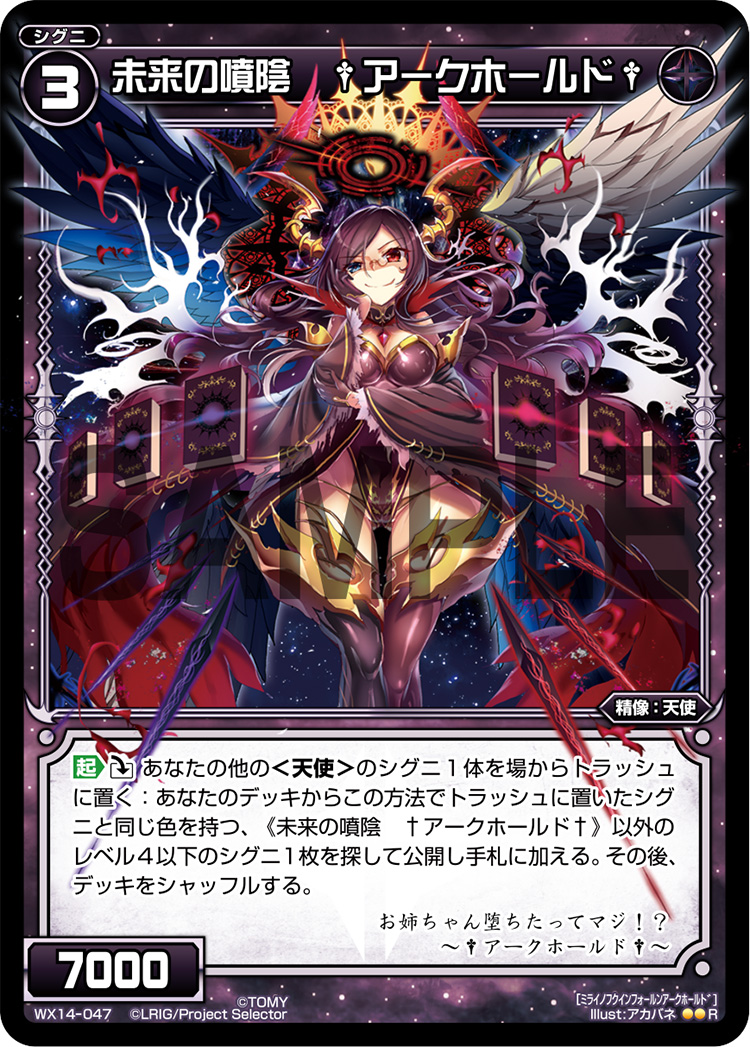 シグニ
3
未来の噴陰 †アークホールド†
SAMPLE
精像：天使
起 あなたの他の＜天使＞のシグニ１体を場からトラッシュ
に置く：あなたのデッキからこの方法でトラッシュに置いたシグ
ニと同じ色を持つ、《未来の噴陰 †アークホールド†》以外の
レベル４以下のシグニ１枚を探して公開し手札に加える。その後、
デッキをシャッフルする。
お姉ちゃん堕ちたってマジ！？
～†アークホールド†～
7000
WX14-047 ©TOMY ©LRIG/Project Selector
[ミライノフクインフォールンアークホールド]
Illust:アカバネ R